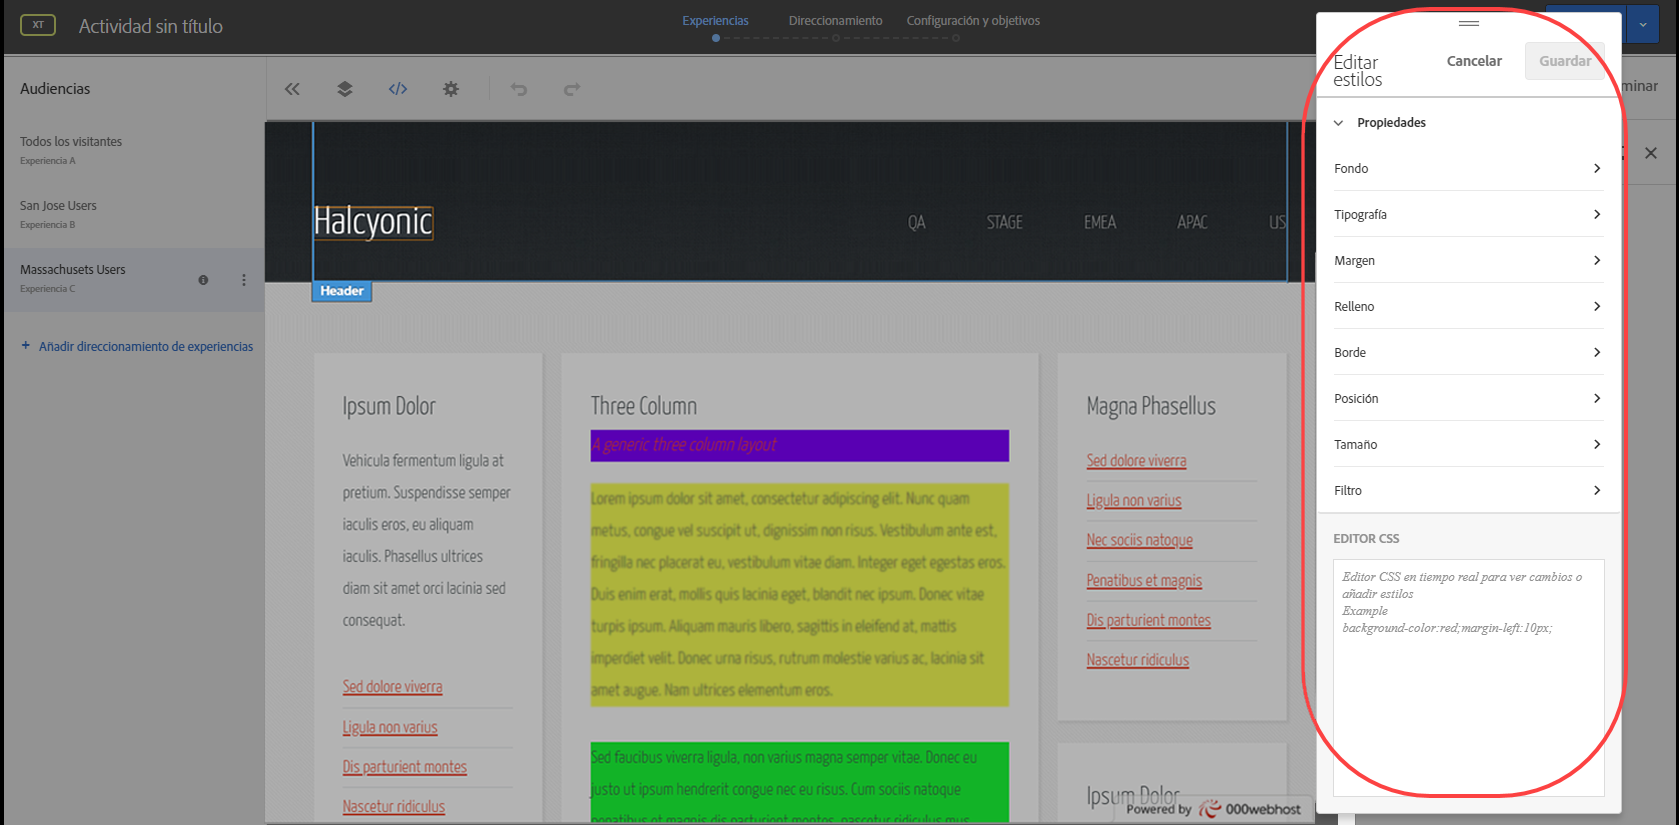 XT
Actividad sin título
Experiencias
Direccionamiento
Configuración y objetivos
Audiencias
Todos los visitantes
Experiencia A
San Jose Users
Experiencia B
Massachusets Users
Experiencia C
+ Añadir direccionamiento de experiencias
Halcyonic
QA STAGE EMEA APAC US
Header
Ipsum Dolor
Vehicula fermentum ligula at
pretium. Suspendisse semper
iaculis eros, eu aliquam
iaculis. Phasellus ultrices
diam sit amet orci lacinia sed
consequat.
Sed dolore viverra
Ligula non varius
Dis parturient montes
Nascetur ridiculus
Three Column
A generic three column layout
Lorem ipsum dolor sit amet, consectetur adipiscing elit. Nunc quam
metus, congue vel suscipit ut, dignissim non risus. Vestibulum ante est,
fringilla nec placerat eu, vestibulum vitae diam. Integer eget egestas eros.
Duis enim erat, mollis quis lacinia eget, blandit nec ipsum. Donec vitae
turpis ipsum. Aliquam mauris libero, sagittis in eleifend at, mattis
imperdiet velit. Donec urna risus, rutrum molestie varius ac, lacinia sit
amet augue. Nam ultrices elementum eros.
Sed faucibus viverra ligula, non varius magna semper vitae. Donec eu
justo ut ipsum hendrerit congue nec eu risus. Cum sociis natoque
penatibus et magnis dis parturient montes, nascetur ridiculus mus.
Magna Phasellus
Sed dolore viverra
Ligula non varius
Nec sociis natoque
Penatibus et magnis
Dis parturient montes
Nascetur ridiculus
Ipsum Dolor
Powered by 000webhost
minar
Editar
estilos
Cancelar
Guardar
Propiedades
Fondo
Tipografía
Margen
Relleno
Borde
Posición
Tamaño
Filtro
EDITOR CSS
Editor CSS en tiempo real para ver cambios o
añadir estilos
Example
background-color:red;margin-left:10px;